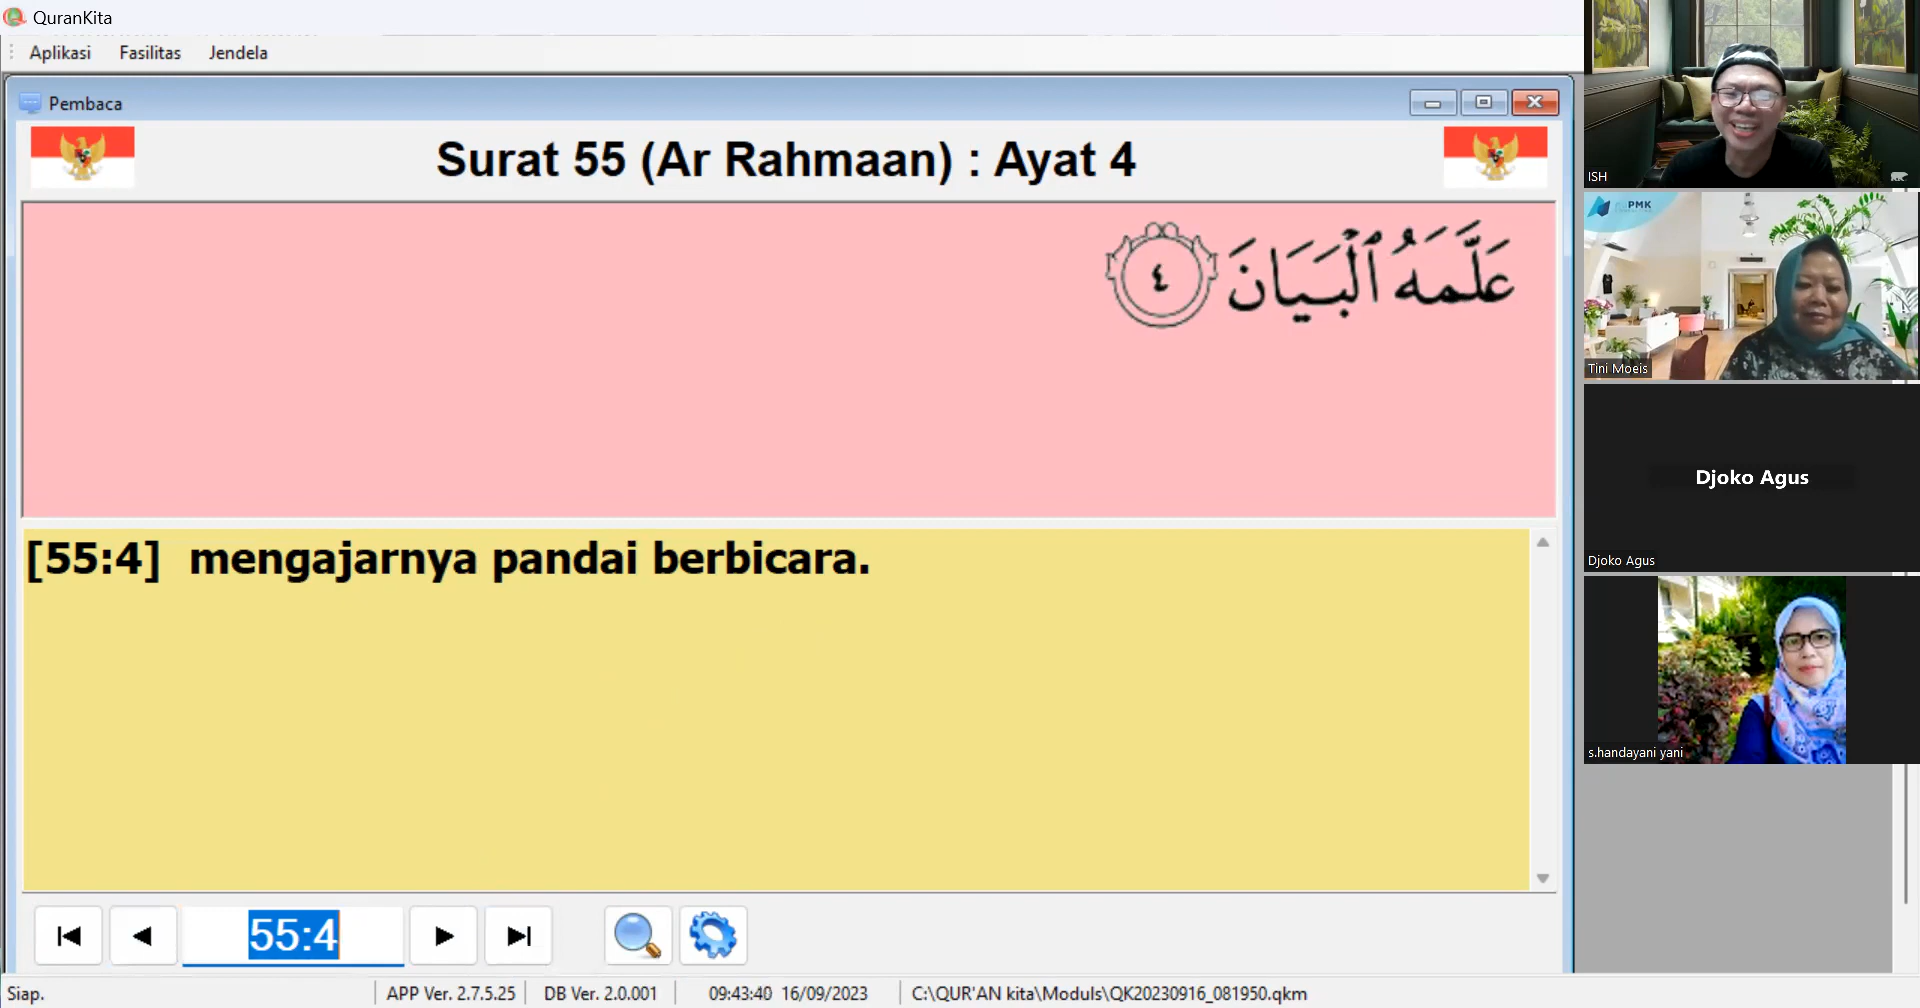 QuranKita
Aplikasi Fasilitas Jendela
Pembaca
Surat 55 (Ar Rahmaan) : Ayat 4
عَلَّمَهُ ٱلْبَيَانَ ٤
[55:4] mengajarnya pandai berbicara.
55:4
Siap. APP Ver. 2.7.5.25 DB Ver. 2.0.001 09:43:40 16/09/2023 C:\QUR'AN kita\Moduls\QK20230916_081950.qkm
ISH
PMK
Tini Moeis
Djoko Agus
Djoko Agus
s.handayani yani